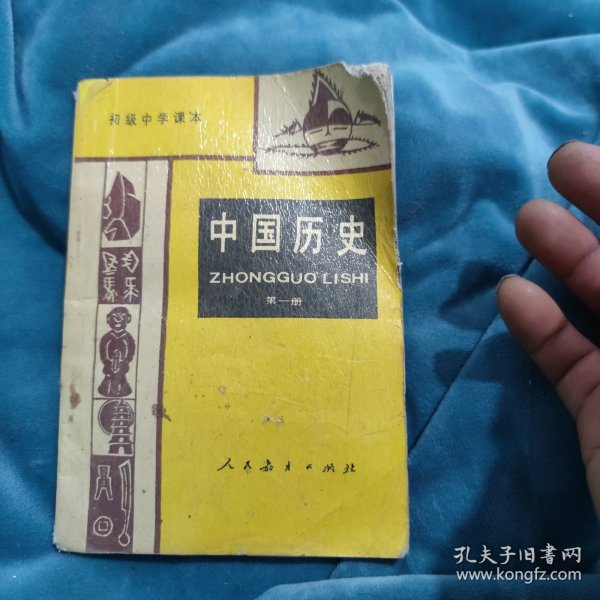 初级中学课本
中国历史
ZHONGGUO LISHI
第一册
人民教育出版社
孔夫子旧书网
www.kongfz.com